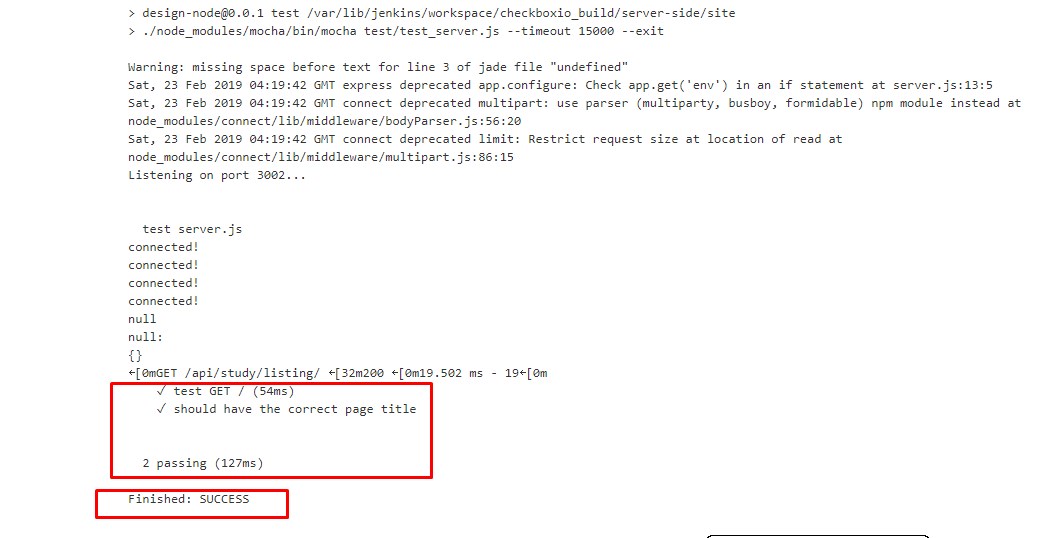 > design-node@0.0.1 test /var/lib/jenkins/workspace/checkboxio_build/server-side/site
> ./node_modules/mocha/bin/mocha test/test_server.js --timeout 15000 --exit
Warning: missing space before text for line 3 of jade file "undefined"
Sat, 23 Feb 2019 04:19:42 GMT express deprecated app.configure: Check app.get('env') in an if statement at server.js:13:5
Sat, 23 Feb 2019 04:19:42 GMT connect deprecated multipart: use parser (multiparty, busboy, formidable) npm module instead at
node_modules/connect/lib/middleware/bodyParser.js:56:20
Sat, 23 Feb 2019 04:19:42 GMT connect deprecated limit: Restrict request size at location of read at
node_modules/connect/lib/middleware/multipart.js:86:15
Listening on port 3002...
test server.js
connected!
connected!
connected!
connected!
null
null:
{}
←[0mGET /api/study/listing/ ←[32m200 ←[0m19.502 ms - 19←[0m
✓ test GET / (54ms)
✓ should have the correct page title
2 passing (127ms)
Finished: SUCCESS